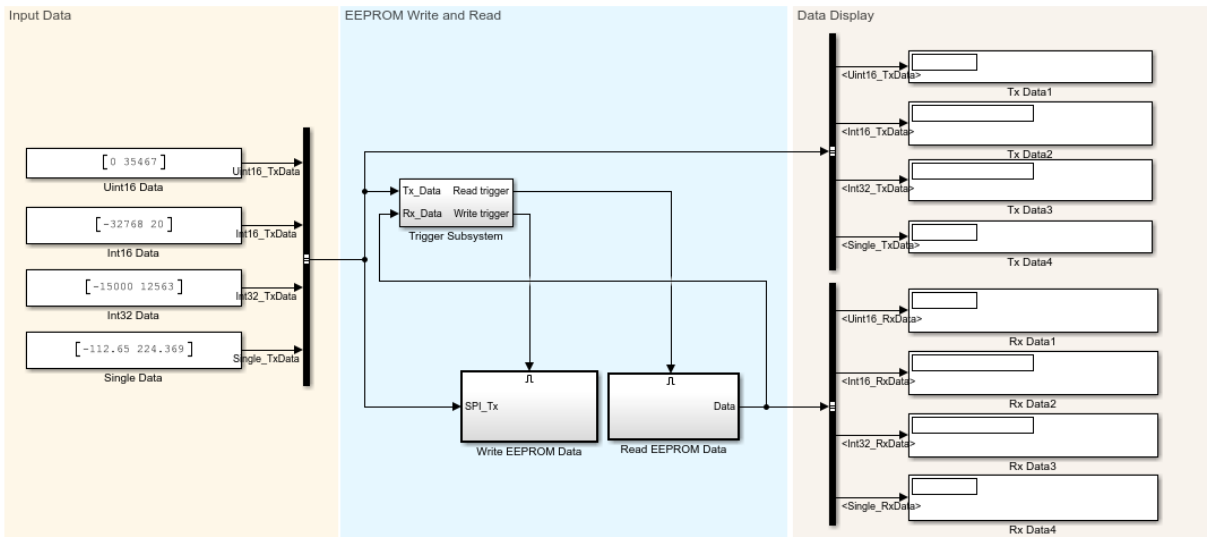 Input Data
EEPROM Write and Read
Data Display
[0 35467]
Uint16_TxData
Uint16 Data
[-32768 20]
Int16_TxData
Int16 Data
[-15000 12563]
Int32_TxData
Int32 Data
[-112.65 224.369]
Single_TxData
Single Data
Tx_Data
Read trigger
Rx_Data
Write trigger
Trigger Subsystem
SPI_Tx
Write EEPROM Data
Data
Read EEPROM Data
<Uint16_TxData>
Tx Data1
<Int16_TxData>
Tx Data2
<Int32_TxData>
Tx Data3
<Single_TxData>
Tx Data4
<Uint16_RxData>
Rx Data1
<Int16_RxData>
Rx Data2
<Int32_RxData>
Rx Data3
<Single_RxData>
Rx Data4